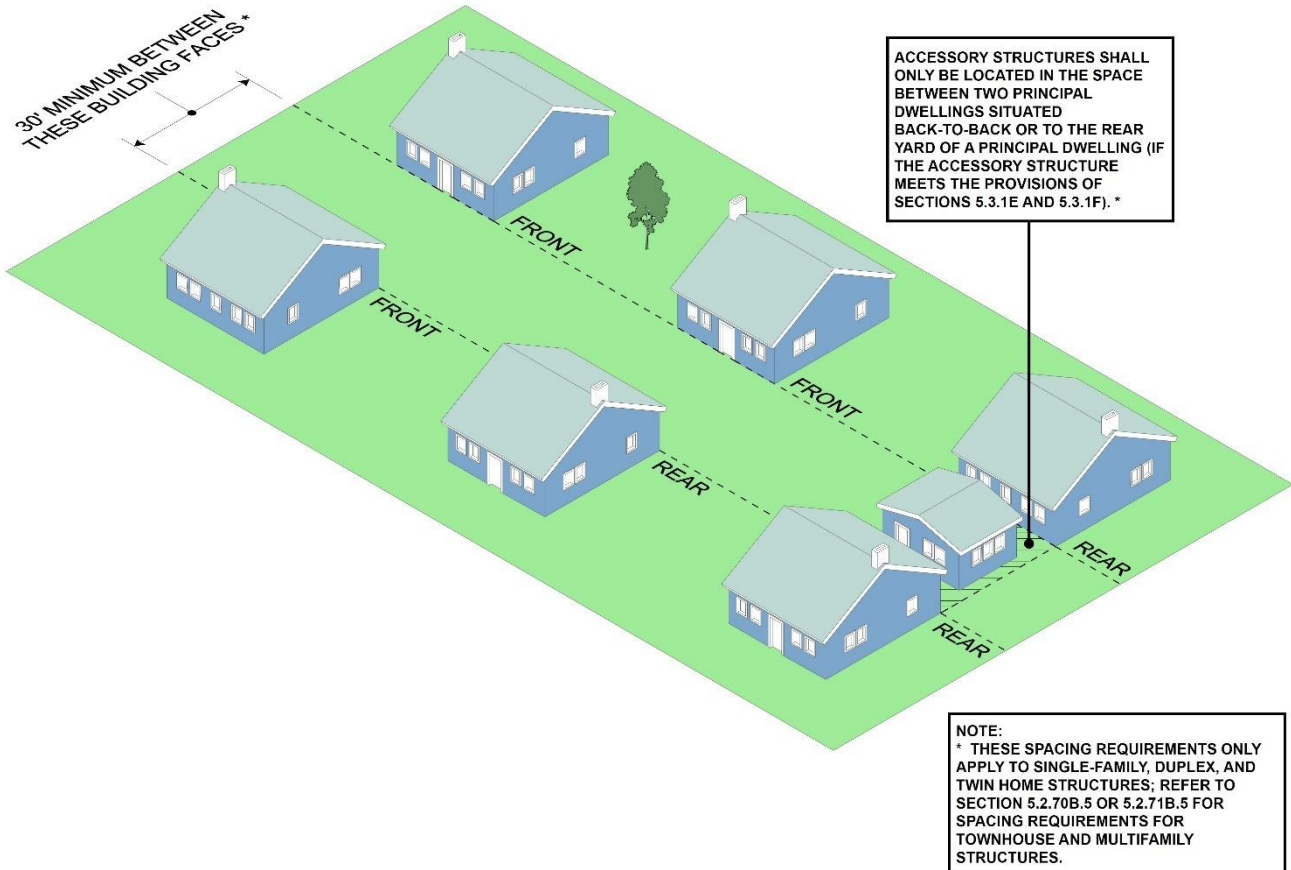 30' MINIMUM BETWEEN
THESE BUILDING FACES *
ACCESSORY STRUCTURES SHALL
ONLY BE LOCATED IN THE SPACE
BETWEEN TWO PRINCIPAL
DWELLINGS SITUATED
BACK-TO-BACK OR TO THE REAR
YARD OF A PRINCIPAL DWELLING (IF
THE ACCESSORY STRUCTURE
MEETS THE PROVISIONS OF
SECTIONS 5.3.1E AND 5.3.1F). *
FRONT
FRONT
FRONT
REAR
REAR
REAR
NOTE:
* THESE SPACING REQUIREMENTS ONLY
APPLY TO SINGLE-FAMILY, DUPLEX, AND
TWIN HOME STRUCTURES; REFER TO
SECTION 5.2.70B.5 OR 5.2.71B.5 FOR
SPACING REQUIREMENTS FOR
TOWNHOUSE AND MULTIFAMILY
STRUCTURES.